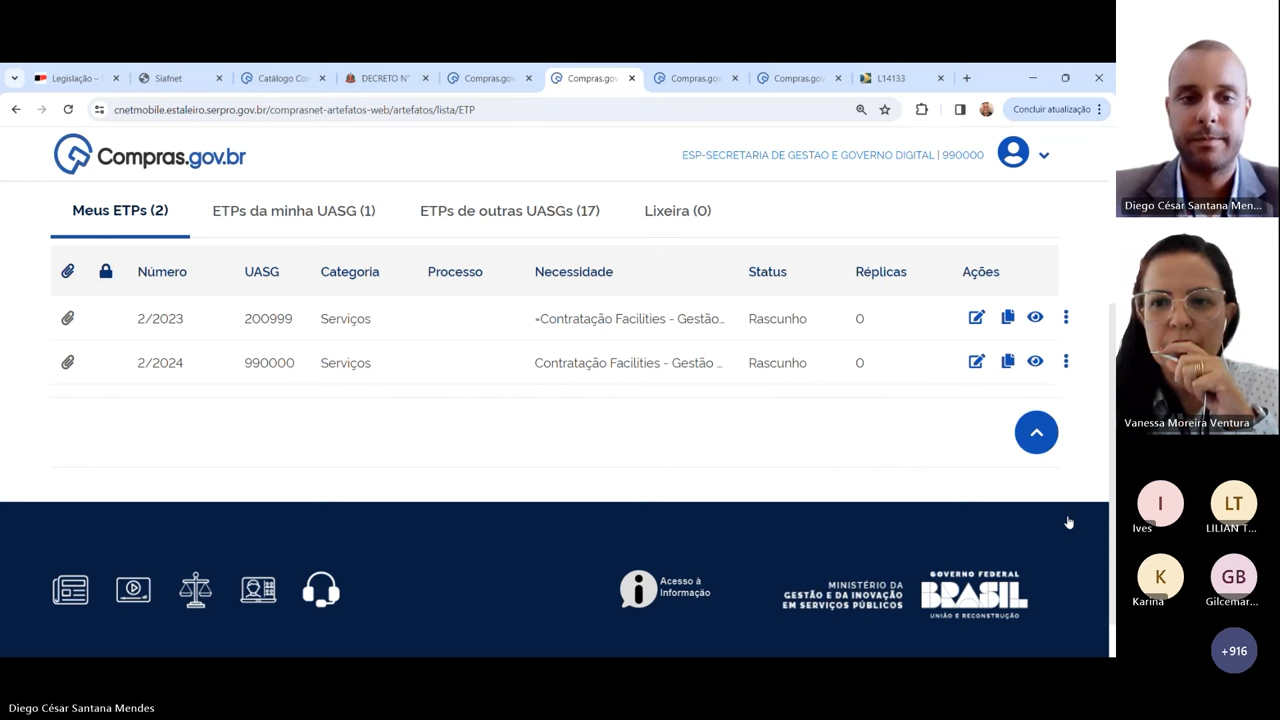 Legislação –
Siafnet
Catálogo Co
DECRETO N°
Compras.gov
Compras.gov
Compras.gov
Compras.gov
L14133
cnetmobile.estaleiro.serpro.gov.br/comprasnet-artefatos-web/artefatos/lista/ETP
Concluir atualização
Compras.gov.br
ESP-SECRETARIA DE GESTAO E GOVERNO DIGITAL | 990000
Meus ETPs (2)
ETPs da minha UASG (1)
ETPs de outras UASGs (17)
Lixeira (0)
Número UASG Categoria Processo Necessidade Status Réplicas Ações
2/2023 200999 Serviços =Contratação Facilities - Gestão... Rascunho 0
2/2024 990000 Serviços Contratação Facilities - Gestão ... Rascunho 0
Acesso à
Informação
MINISTÉRIO DA
GESTÃO E DA INOVAÇÃO
EM SERVIÇOS PÚBLICOS
GOVERNO FEDERAL
BRASIL
UNIÃO E RECONSTRUÇÃO
Diego César Santana Men...
Vanessa Moreira Ventura
I
Ives
LT
LILIAN T...
K
Karina
GB
Gilcemar...
+916
Diego César Santana Mendes